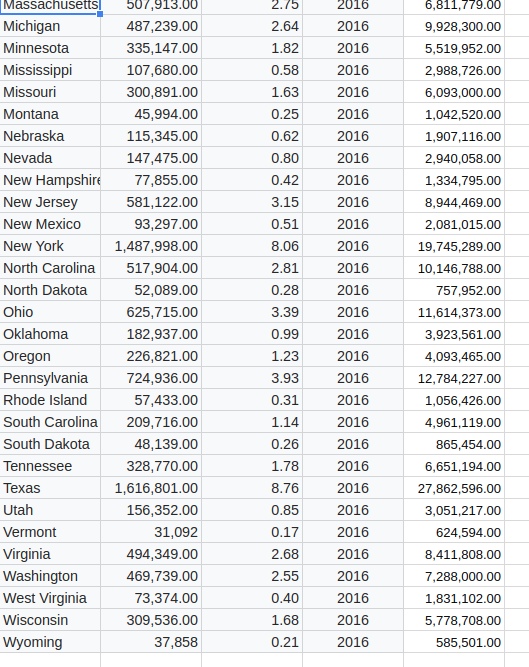 Massachusetts 507,913.00 2.75 2016 6,811,779.00
Michigan 487,239.00 2.64 2016 9,928,300.00
Minnesota 335,147.00 1.82 2016 5,519,952.00
Mississippi 107,680.00 0.58 2016 2,988,726.00
Missouri 300,891.00 1.63 2016 6,093,000.00
Montana 45,994.00 0.25 2016 1,042,520.00
Nebraska 115,345.00 0.62 2016 1,907,116.00
Nevada 147,475.00 0.80 2016 2,940,058.00
New Hampshire 77,855.00 0.42 2016 1,334,795.00
New Jersey 581,122.00 3.15 2016 8,944,469.00
New Mexico 93,297.00 0.51 2016 2,081,015.00
New York 1,487,998.00 8.06 2016 19,745,289.00
North Carolina 517,904.00 2.81 2016 10,146,788.00
North Dakota 52,089.00 0.28 2016 757,952.00
Ohio 625,715.00 3.39 2016 11,614,373.00
Oklahoma 182,937.00 0.99 2016 3,923,561.00
Oregon 226,821.00 1.23 2016 4,093,465.00
Pennsylvania 724,936.00 3.93 2016 12,784,227.00
Rhode Island 57,433.00 0.31 2016 1,056,426.00
South Carolina 209,716.00 1.14 2016 4,961,119.00
South Dakota 48,139.00 0.26 2016 865,454.00
Tennessee 328,770.00 1.78 2016 6,651,194.00
Texas 1,616,801.00 8.76 2016 27,862,596.00
Utah 156,352.00 0.85 2016 3,051,217.00
Vermont 31,092 0.17 2016 624,594.00
Virginia 494,349.00 2.68 2016 8,411,808.00
Washington 469,739.00 2.55 2016 7,288,000.00
West Virginia 73,374.00 0.40 2016 1,831,102.00
Wisconsin 309,536.00 1.68 2016 5,778,708.00
Wyoming 37,858 0.21 2016 585,501.00